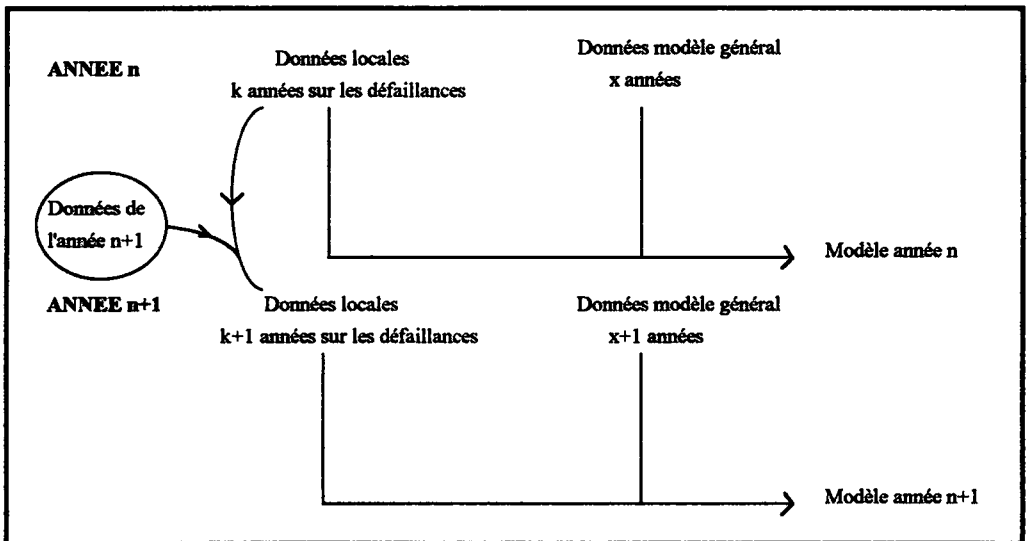 ANNEE n
Données locales
k années sur les défaillances
Données modèle général
x années
Données de
l'année n+1
Modèle année n
ANNEE n+1
Données locales
k+1 années sur les défaillances
Données modèle général
x+1 années
Modèle année n+1